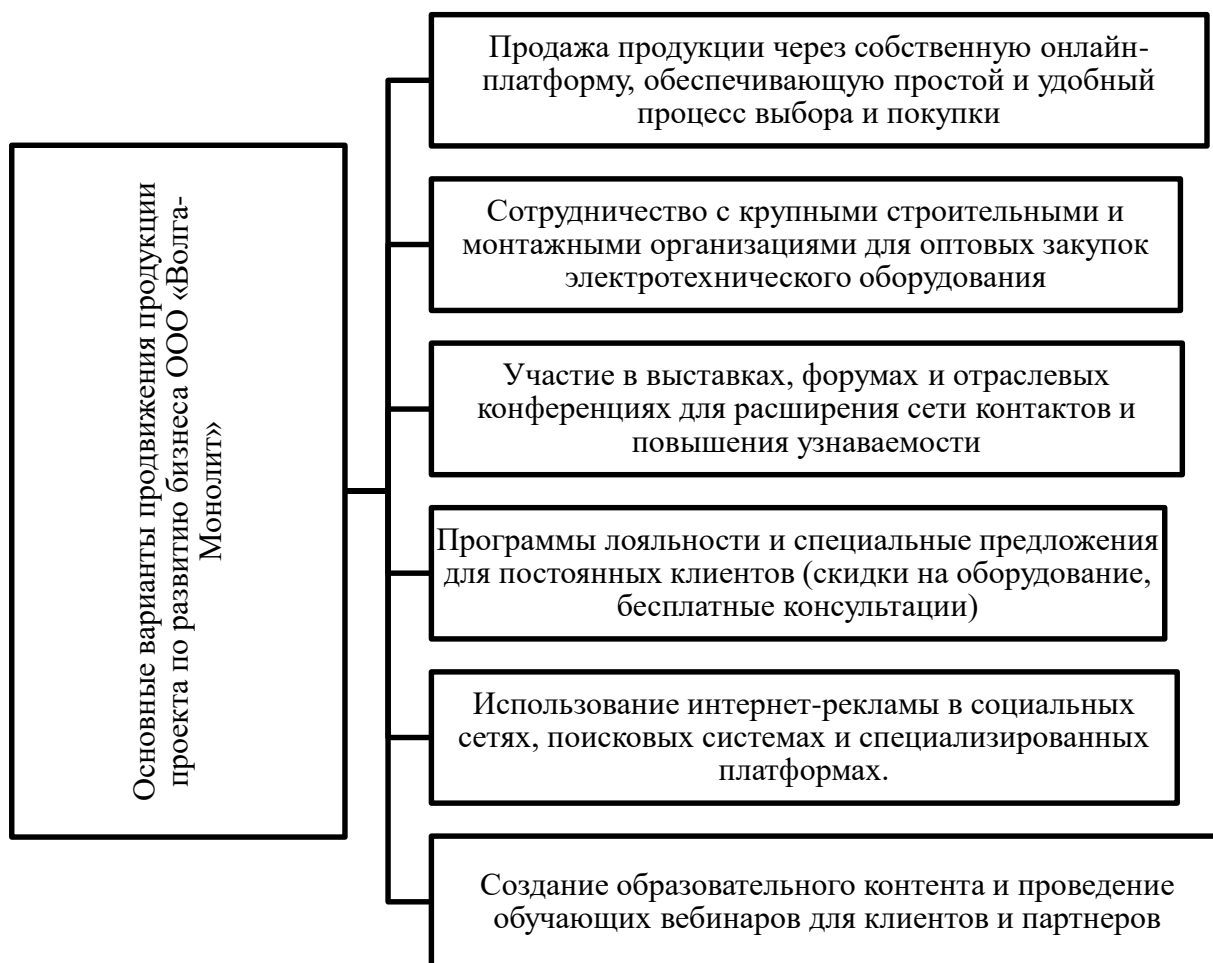 Основные варианты продвижения продукции
проекта по развитию бизнеса ООО «Волга-
Монолит»
Продажа продукции через собственную онлайн-
платформу, обеспечивающую простой и удобный
процесс выбора и покупки
Сотрудничество с крупными строительными и
монтажными организациями для оптовых закупок
электротехнического оборудования
Участие в выставках, форумах и отраслевых
конференциях для расширения сети контактов и
повышения узнаваемости
Программы лояльности и специальные предложения
для постоянных клиентов (скидки на оборудование,
бесплатные консультации)
Использование интернет-рекламы в социальных
сетях, поисковых системах и специализированных
платформах.
Создание образовательного контента и проведение
обучающих вебинаров для клиентов и партнеров